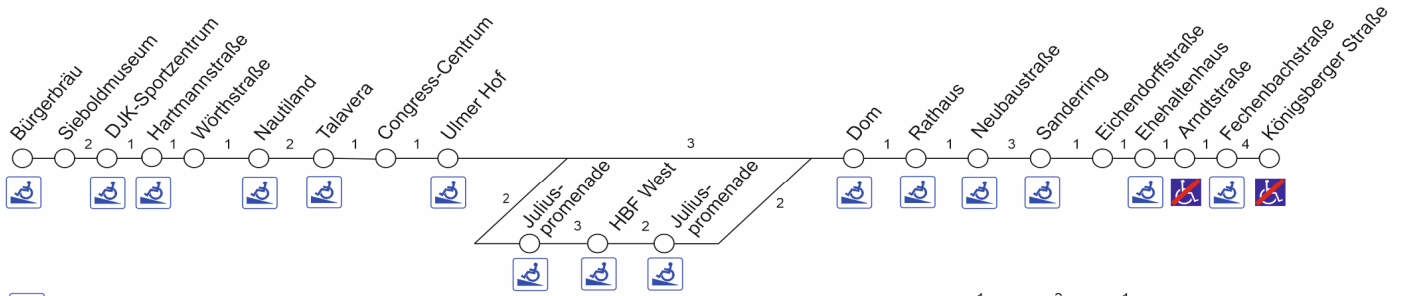 Bürgerbräu
Sieboldmuseum
DJK-Sportzentrum
Hartmannstraße
Wörthstraße
Nautiland
Talavera
Congress-Centrum
Ulmer Hof
Dom
Rathaus
Neubaustraße
Sanderring
Eichendorffstraße
Ehehaltenhaus
Arndtstraße
Fechenbachstraße
Königsberger Straße
2 1 1 1 2 1 1 3 1 1 3 1 1 1 1 4
Julius-
promenade
HBF West
Julius-
promenade
2 3 2 2